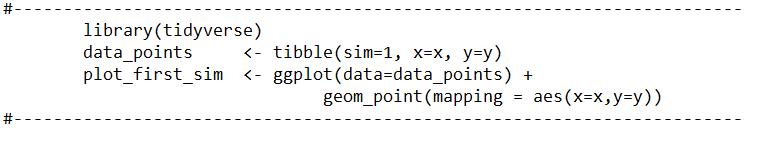 #-------------------------------------------------------------------------
library(tidyverse)
data_points     <- tibble(sim=1, x=x, y=y)
plot_first_sim  <- ggplot(data=data_points) +
geom_point(mapping = aes(x=x,y=y))
#-------------------------------------------------------------------------